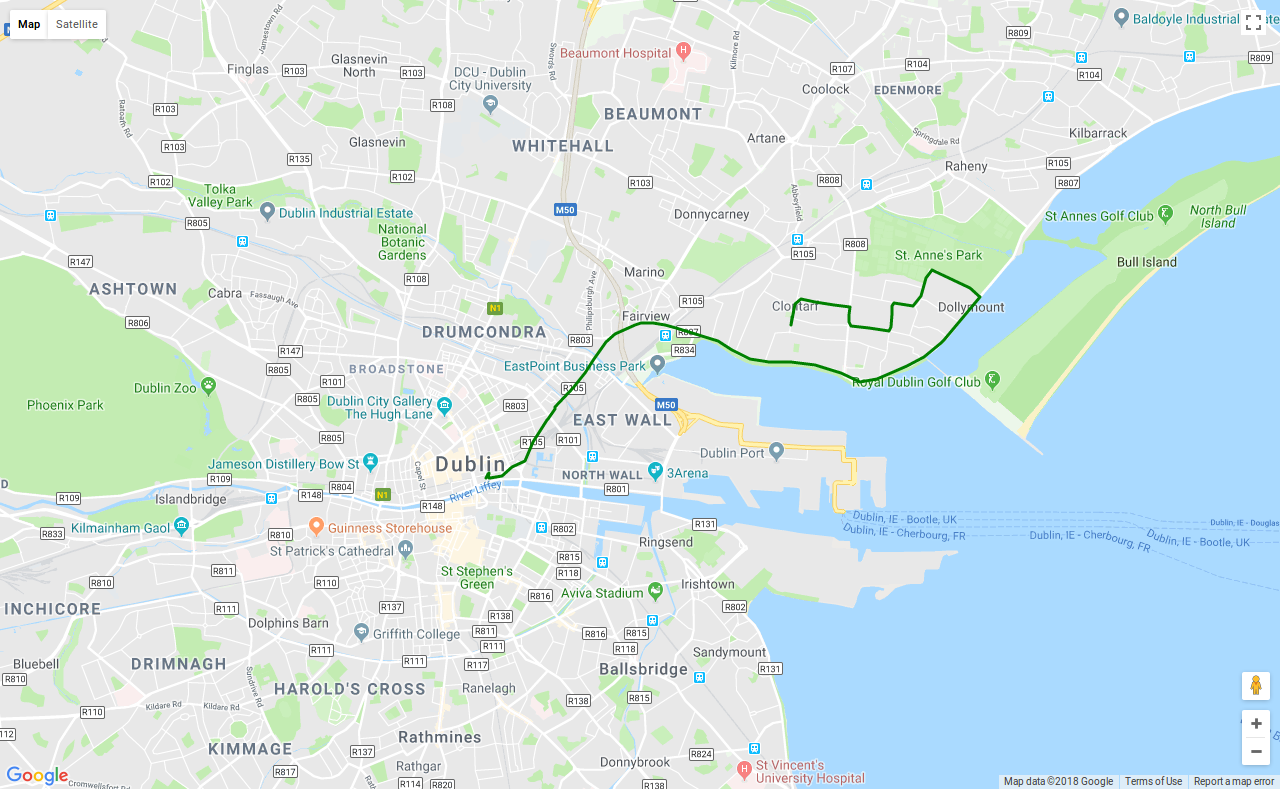 Map
Satellite
Jamestown Rd
Swords Rd
Kilmore Rd
R809
Baldoyle Industrial Estate
R809
Beaumont Hospital
Glasnevin
North
Finglas
R103
R103
DCU - Dublin
City University
R107
R104
R104
Coolock
EDENMORE
Ratoath Rd
R103
R108
BEAUMONT
Artane
Springdale Rd
Kilbarrack
R103
Glasnevin
WHITEHALL
R135
Raheny
R105
R102
R102
R103
R808
R807
Tolka
Valley Park
Abbeyfield
R805
Dublin Industrial Estate
M50
Donnycarney
St Annes Golf Club
North Bull
Island
National
Botanic
Gardens
R808
R105
St. Anne's Park
R147
R108
Marino
Bull Island
ASHTOWN
Cabra
Fassaugh Ave
Philipsburgh Ave
R105
N1
Clontarf
Dollymount
R806
Fairview
DRUMCONDRA
R807
R803
R147
R834
R805
BROADSTONE
EastPoint Business Park
R101
Dublin Zoo
R105
Royal Dublin Golf Club
Phoenix Park
R805
Dublin City Gallery
The Hugh Lane
R803
M50
EAST WALL
R805
R105
R101
Dublin Port
Jameson Distillery Bow St
Capel St
Dublin
NORTH WALL
3Arena
R109
R804
River Liffey
R801
R109
Islandbridge
R148
N1
R148
Kilmainham Gaol
Guinness Storehouse
R802
R131
Dublin, IE - Bootle, UK
Dublin, IE - Douglas
R833
R810
Dublin, IE - Cherbourg, FR
Dublin, IE - Cherbourg, FR
Dublin, IE - Bootle, UK
St Patrick's Cathedral
Ringsend
R815
R811
St Stephen's
Green
R118
R810
R110
Irishtown
Aviva Stadium
R816
INCHICORE
R111
R137
R138
R802
Dolphins Barn
Griffith College
R811
R816
R815
R111
R111
R118
Bluebell
DRIMNAGH
R111
R117
Ballsbridge
Sandymount
R131
R810
Sundrive Rd
HAROLD'S CROSS
Ranelagh
R138
R815
Kildare Rd
Kildare Rd
R110
R112
KIMMAGE
Rathmines
R137
R824
Rathgar
R817
Donnybrook
St Vincent's
University Hospital
R114
R820
R138
Cromwellsfort Rd
Google
Map data ©2018 Google
Terms of Use
Report a map error